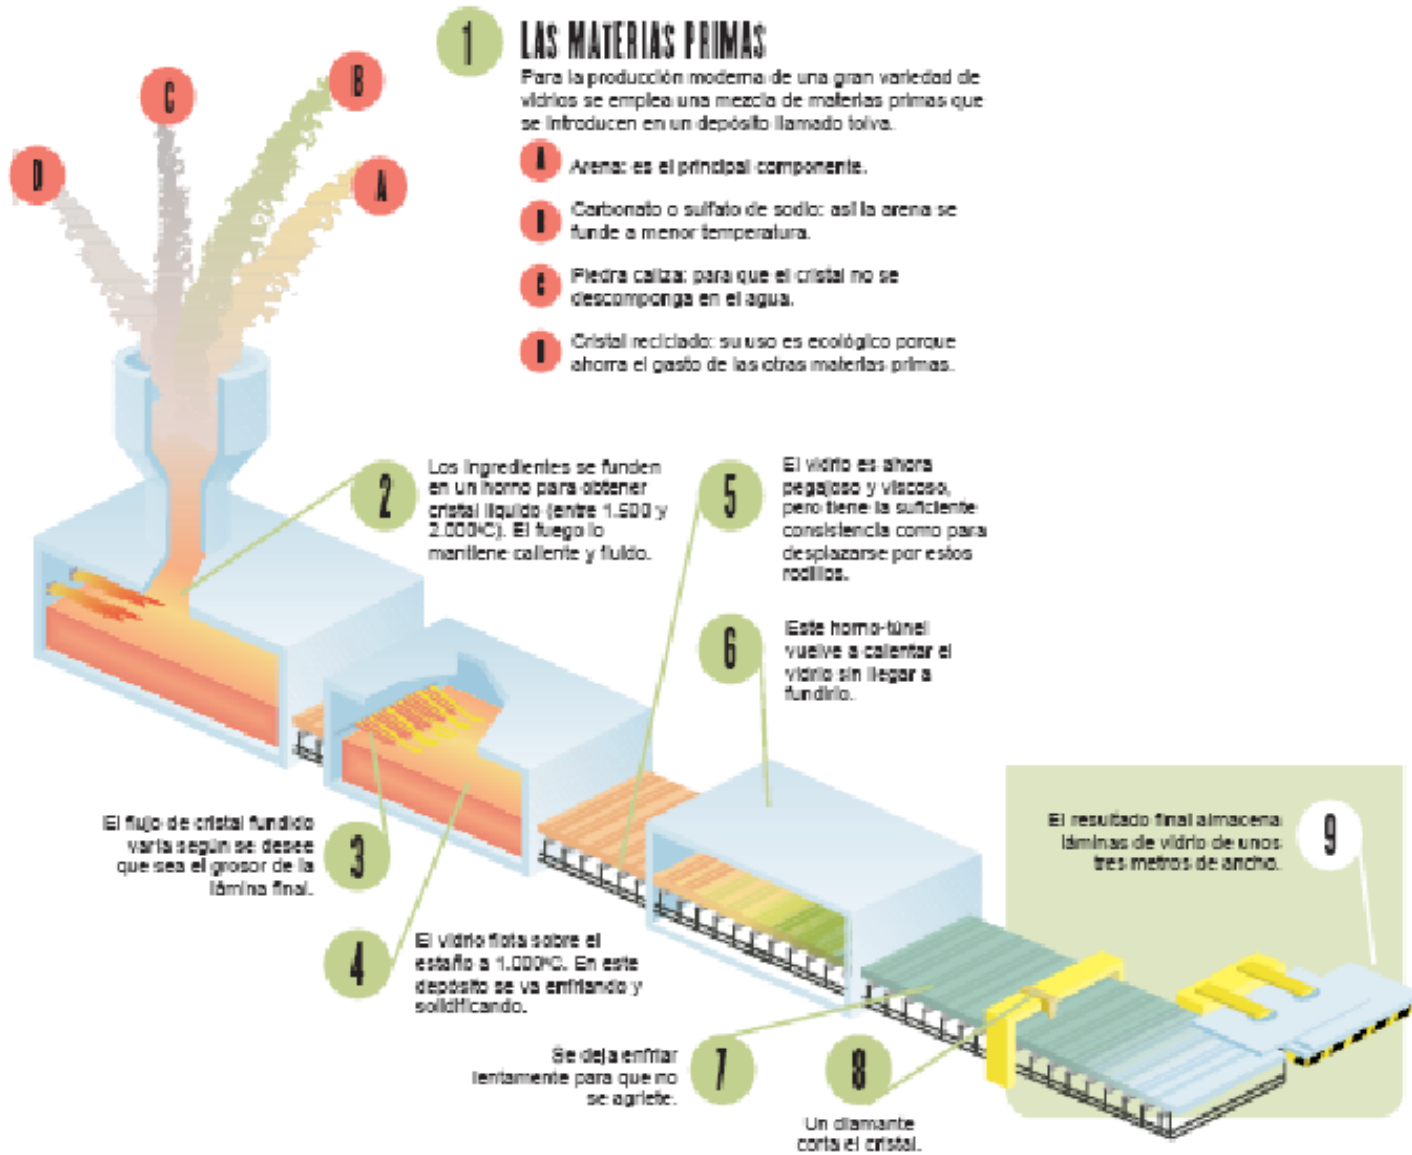 1
LAS MATERIAS PRIMAS
Para la producción moderna de una gran variedad de
vidrios se emplea una mezcla de materias primas que
se introducen en un depósito llamado tolva.
A Arena: es el principal componente.
B Carbonato o sulfato de sodio: así la arena se
funde a menor temperatura.
C Piedra caliza: para que el cristal no se
descomponga en el agua.
D Cristal reciclado: su uso es ecológico porque
ahorra el gasto de las otras materias primas.
D
C
B
A
2
Los ingredientes se funden
en un horno para obtener
cristal líquido (entre 1.500 y
2.000ºC). El fuego lo
mantiene caliente y fluido.
3
El flujo de cristal fundido
varía según se desee
que sea el grosor de la
lámina final.
4
El vidrio flota sobre el
estaño a 1.000ºC. En este
depósito se va enfriando y
solidificando.
5
El vidrio es ahora
pegajoso y viscoso,
pero tiene la suficiente
consistencia como para
desplazarse por estos
rodillos.
6
Este horno-túnel
vuelve a calentar el
vidrio sin llegar a
fundirlo.
7
Se deja enfriar
lentamente para que no
se agriete.
8
Un diamante
corta el cristal.
9
El resultado final almacena
láminas de vidrio de unos
tres metros de ancho.